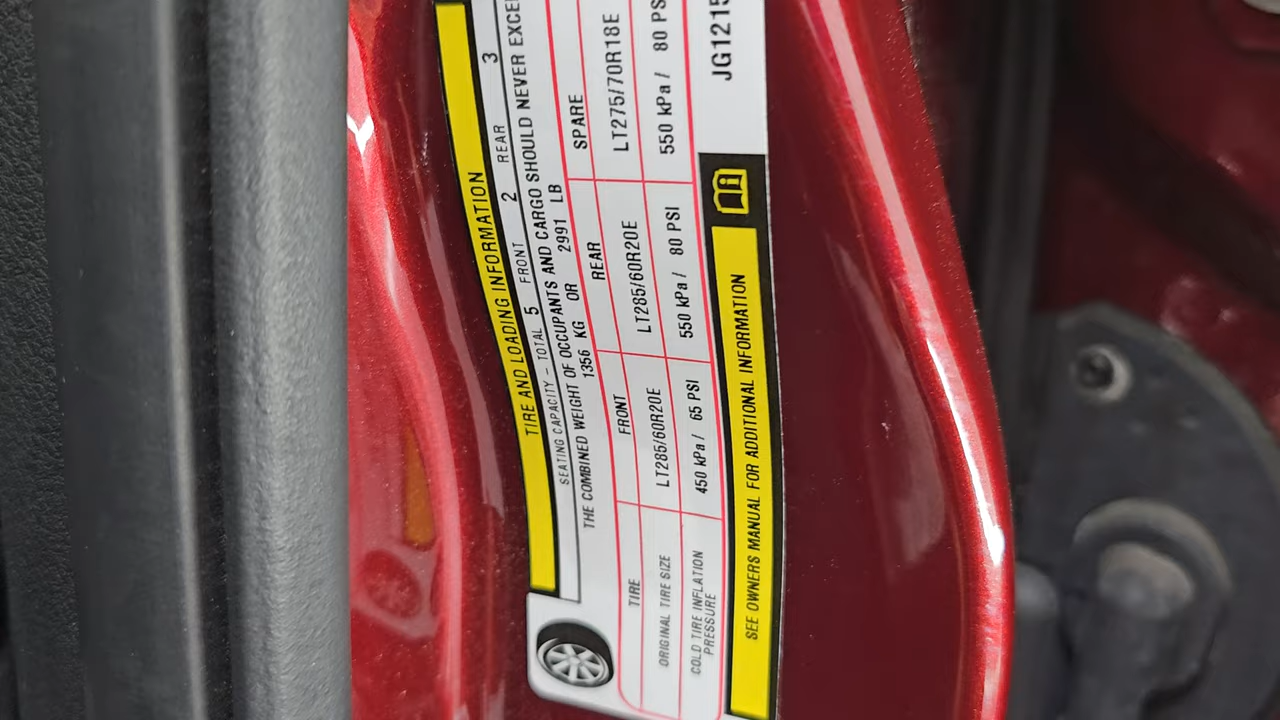 TIRE AND LOADING INFORMATION
SEATING CAPACITY – TOTAL 5 FRONT 2 REAR 3
THE COMBINED WEIGHT OF OCCUPANTS AND CARGO SHOULD NEVER
1356 KG OR 2991 LB
TIRE FRONT REAR SPARE
ORIGINAL TIRE SIZE LT285/60R20E LT285/60R20E LT275/70R18E
COLD TIRE INFLATION PRESSURE 450 kPa / 65 PSI 550 kPa / 80 PSI 550 kPa / 80
SEE OWNERS MANUAL FOR ADDITIONAL INFORMATION